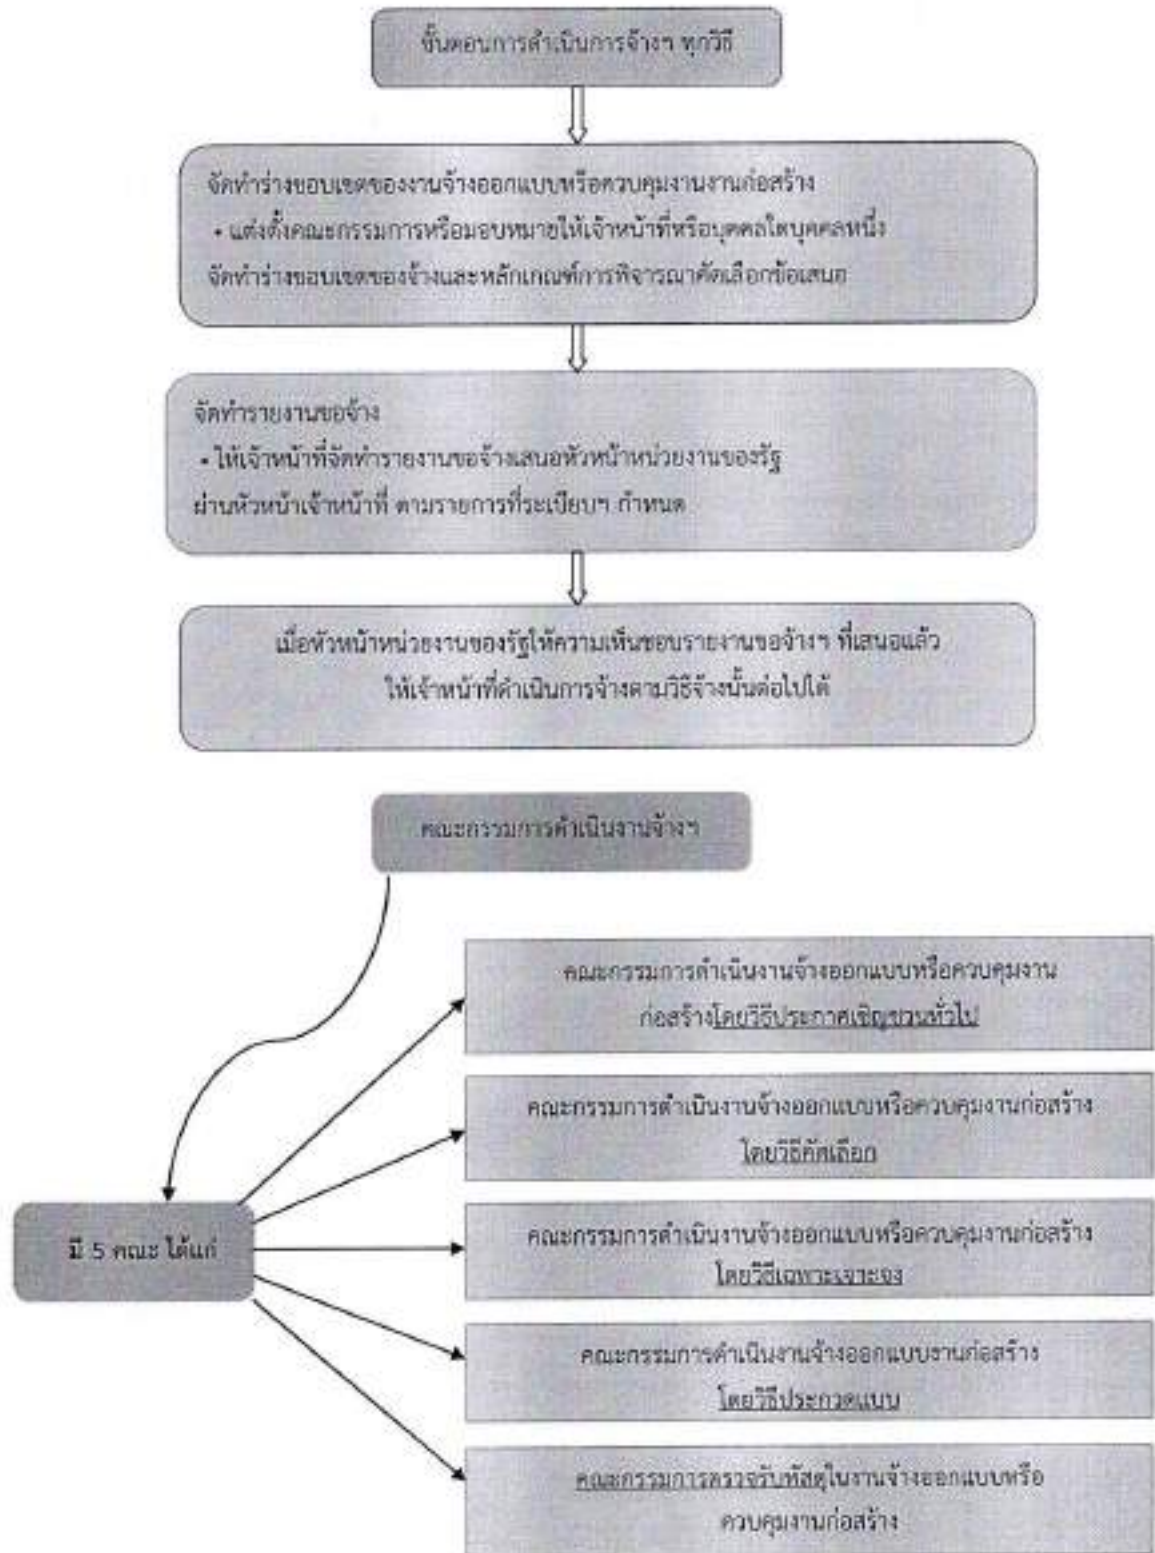 ขั้นตอนการดำเนินการจ้างฯ ทุกวิธี
จัดทำร่างขอบเขตของงานจ้างออกแบบหรือควบคุมงานงานก่อสร้าง
• แต่งตั้งคณะกรรมการหรือมอบหมายให้เจ้าหน้าที่หรือบุคคลใดบุคคลหนึ่ง
จัดทำร่างขอบเขตของจ้างและหลักเกณฑ์การพิจารณาคัดเลือกข้อเสนอ
จัดทำรายงานขอจ้าง
• ให้เจ้าหน้าที่จัดทำรายงานขอจ้างเสนอหัวหน้าหน่วยงานของรัฐ
ผ่านหัวหน้าเจ้าหน้าที่ ตามรายการที่ระเบียบฯ กำหนด
เมื่อหัวหน้าหน่วยงานของรัฐให้ความเห็นชอบรายงานขอจ้างฯ ที่เสนอแล้ว
ให้เจ้าหน้าที่ดำเนินการจ้างตามวิธีจ้างนั้นต่อไปได้
คณะกรรมการดำเนินงานจ้างฯ
คณะกรรมการดำเนินงานจ้างออกแบบหรือควบคุมงาน
ก่อสร้างโดยวิธีประกาศเชิญชวนทั่วไป
คณะกรรมการดำเนินงานจ้างออกแบบหรือควบคุมงานก่อสร้าง
โดยวิธีคัดเลือก
มี 5 คณะ ได้แก่
คณะกรรมการดำเนินงานจ้างออกแบบหรือควบคุมงานก่อสร้าง
โดยวิธีเฉพาะเจาะจง
คณะกรรมการดำเนินงานจ้างออกแบบงานก่อสร้าง
โดยวิธีประกวดแบบ
คณะกรรมการตรวจรับพัสดุในงานจ้างออกแบบหรือ
ควบคุมงานก่อสร้าง